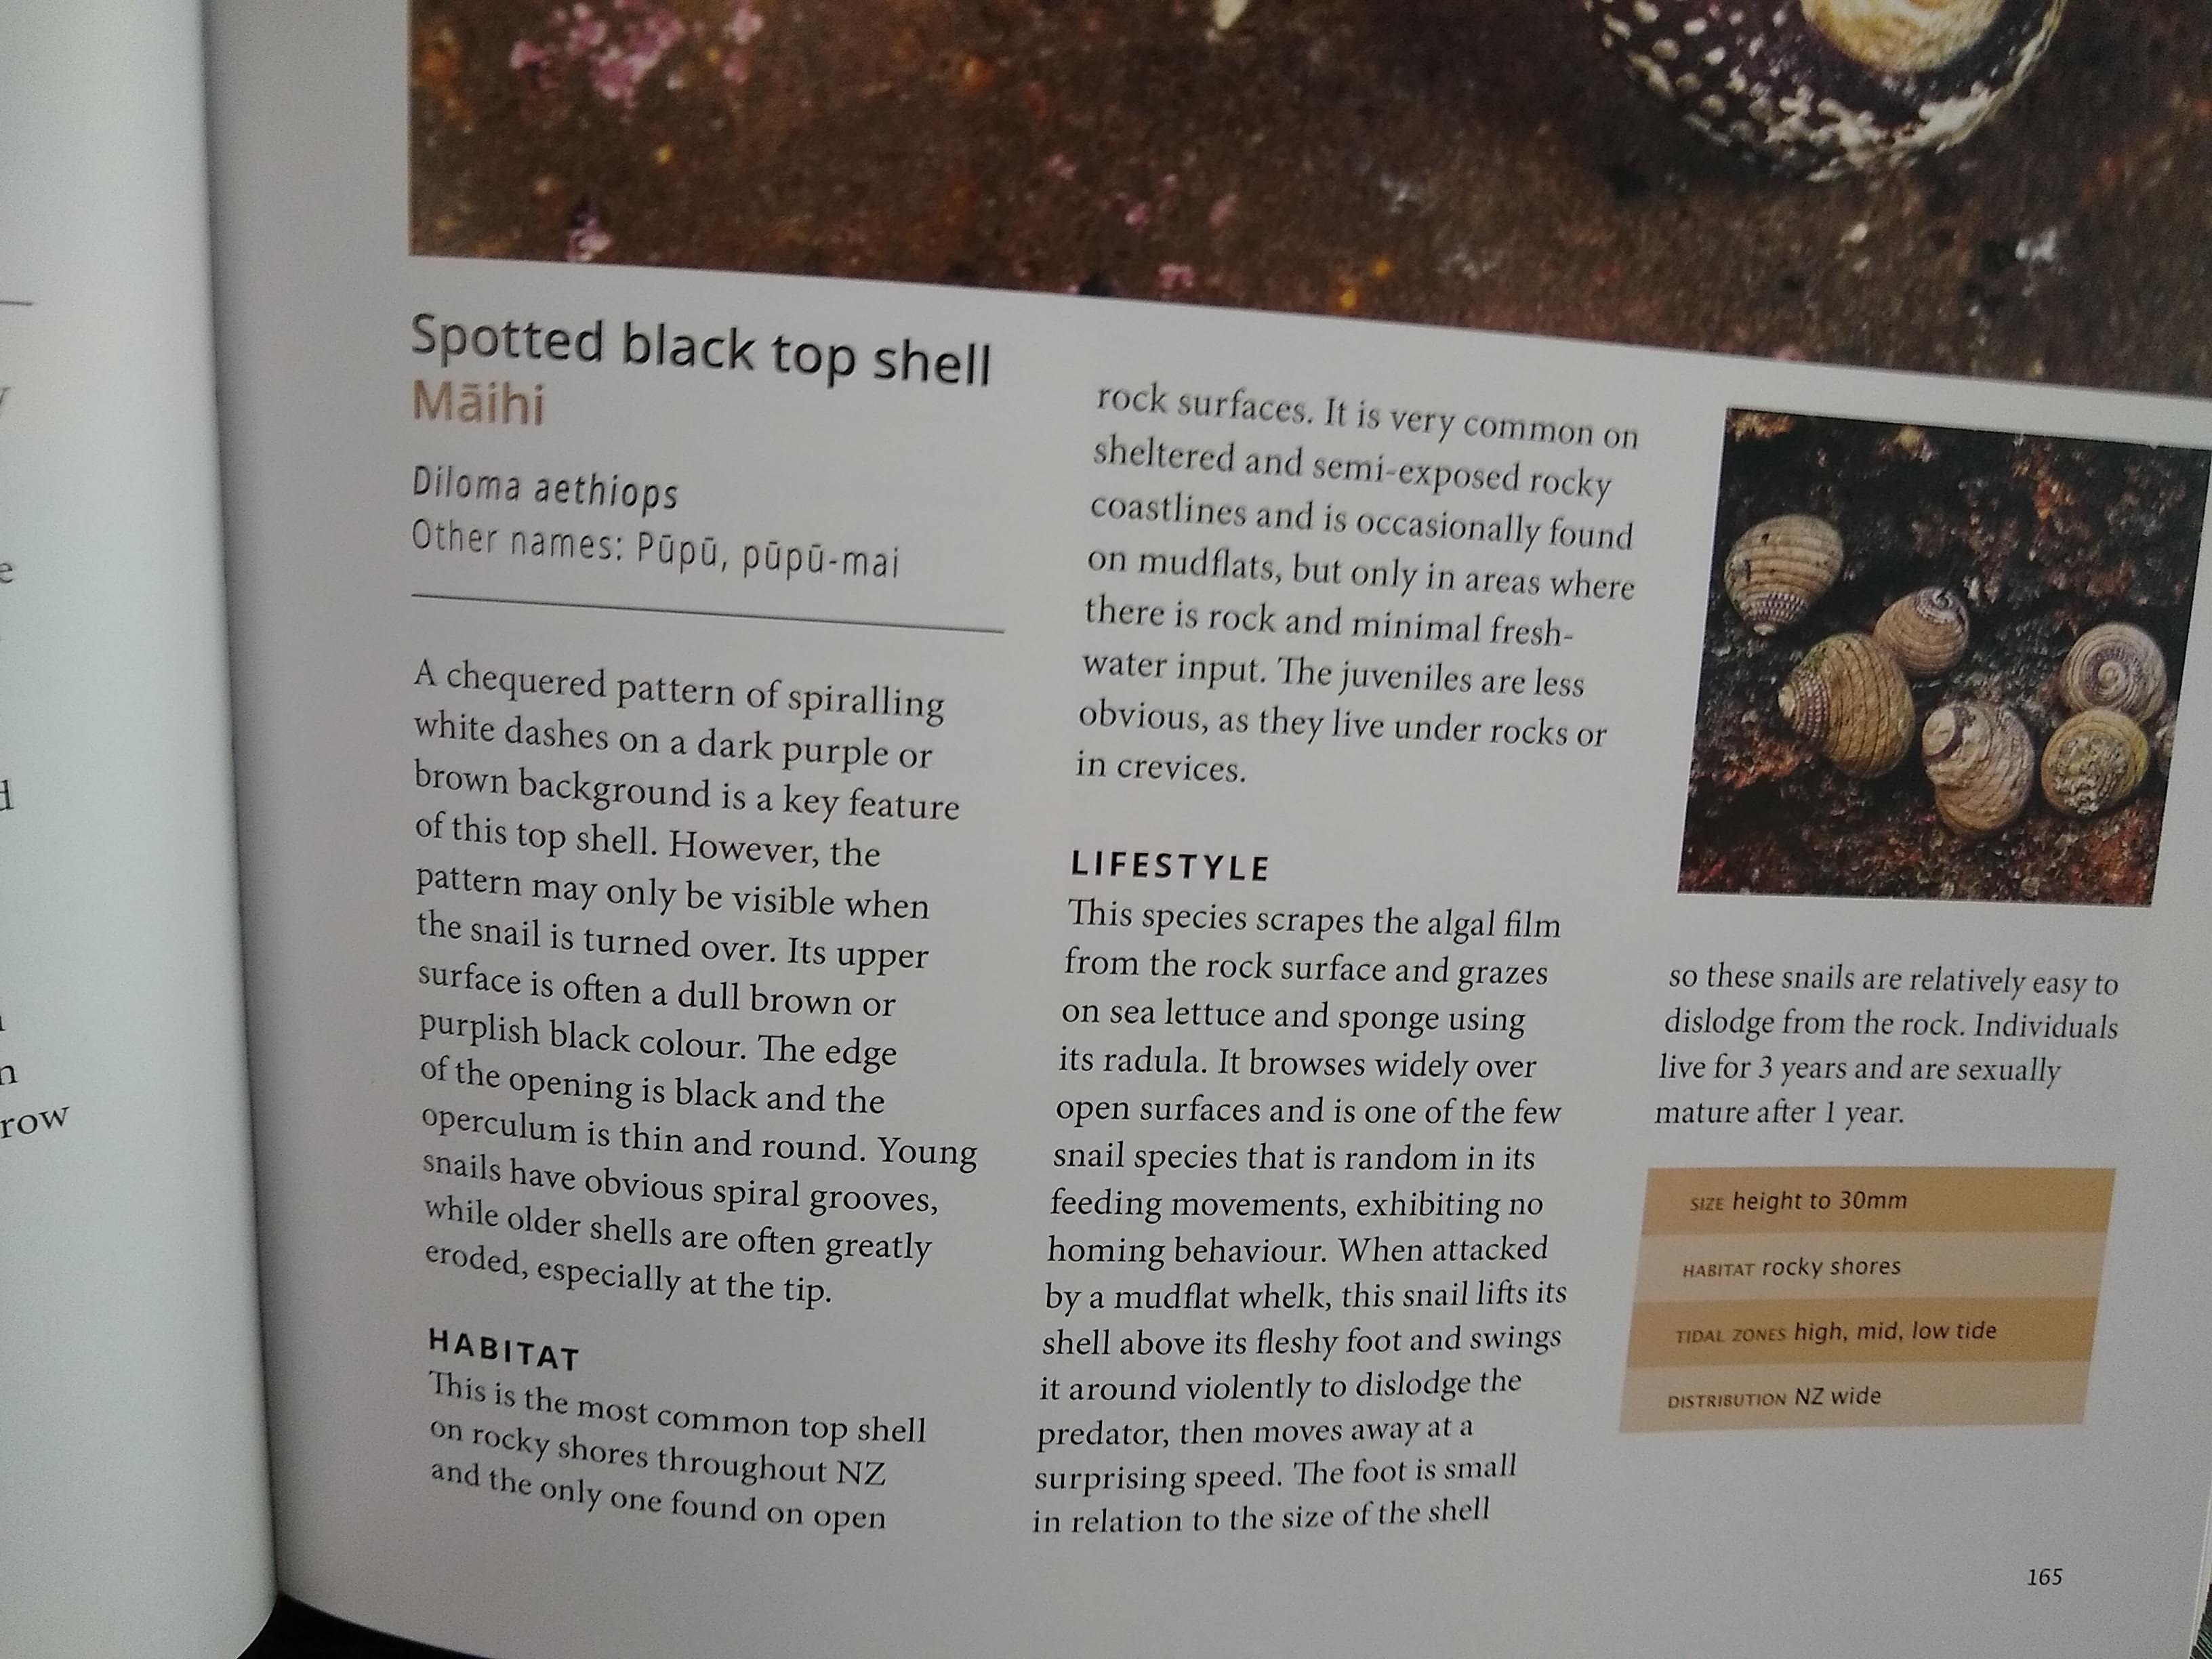 row
Spotted black top shell
Māihi
Diloma aethiops
Other names: Pūpū, pūpū-mai
A chequered pattern of spiralling
white dashes on a dark purple or
brown background is a key feature
of this top shell. However, the
pattern may only be visible when
the snail is turned over. Its upper
surface is often a dull brown or
purplish black colour. The edge
of the opening is black and the
operculum is thin and round. Young
snails have obvious spiral grooves,
while older shells are often greatly
eroded, especially at the tip.
HABITAT
This is the most common top shell
on rocky shores throughout NZ
and the only one found on open
rock surfaces. It is very common on
sheltered and semi-exposed rocky
coastlines and is occasionally found
on mudflats, but only in areas where
there is rock and minimal fresh-
water input. The juveniles are less
obvious, as they live under rocks or
in crevices.
LIFESTYLE
This species scrapes the algal film
from the rock surface and grazes
on sea lettuce and sponge using
its radula. It browses widely over
open surfaces and is one of the few
snail species that is random in its
feeding movements, exhibiting no
homing behaviour. When attacked
by a mudflat whelk, this snail lifts its
shell above its fleshy foot and swings
it around violently to dislodge the
predator, then moves away at a
surprising speed. The foot is small
in relation to the size of the shell
so these snails are relatively easy to
dislodge from the rock. Individuals
live for 3 years and are sexually
mature after 1 year.
SIZE height to 30mm
HABITAT rocky shores
TIDAL ZONES high, mid, low tide
DISTRIBUTION NZ wide
165